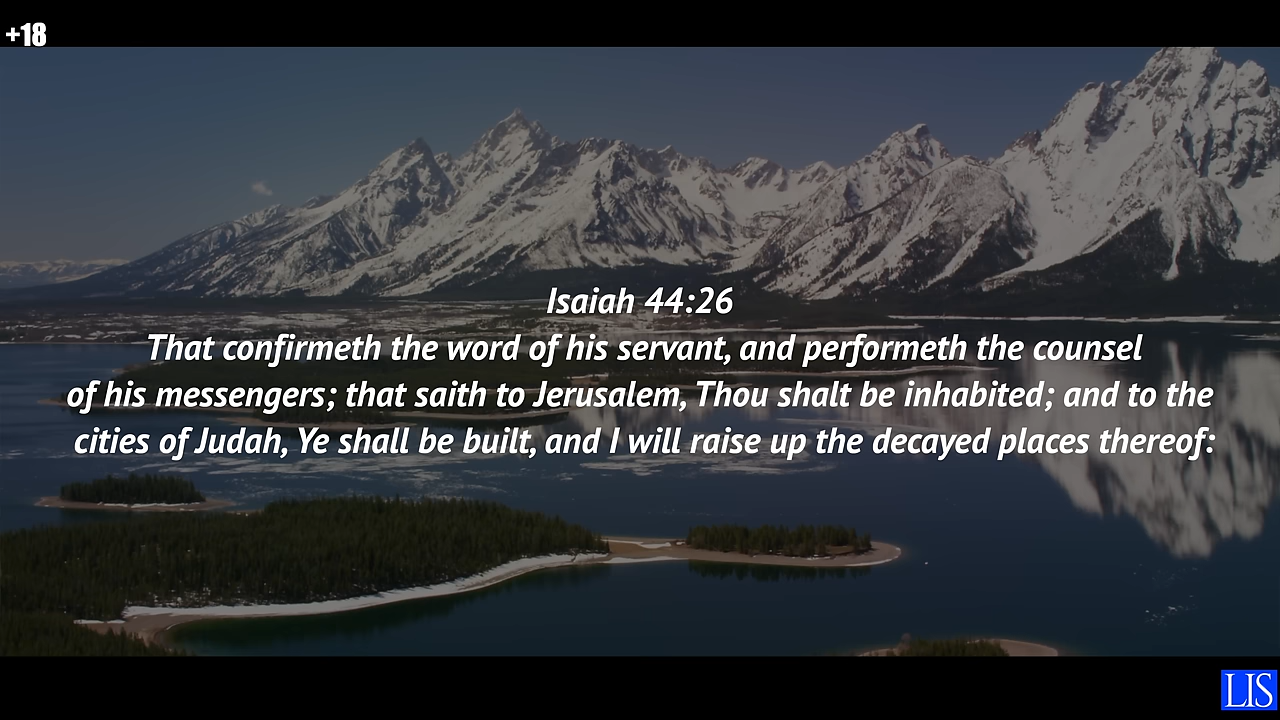 +18
Isaiah 44:26
That confirmeth the word of his servant, and performeth the counsel
of his messengers; that saith to Jerusalem, Thou shalt be inhabited; and to the
cities of Judah, Ye shall be built, and I will raise up the decayed places thereof:
LIS